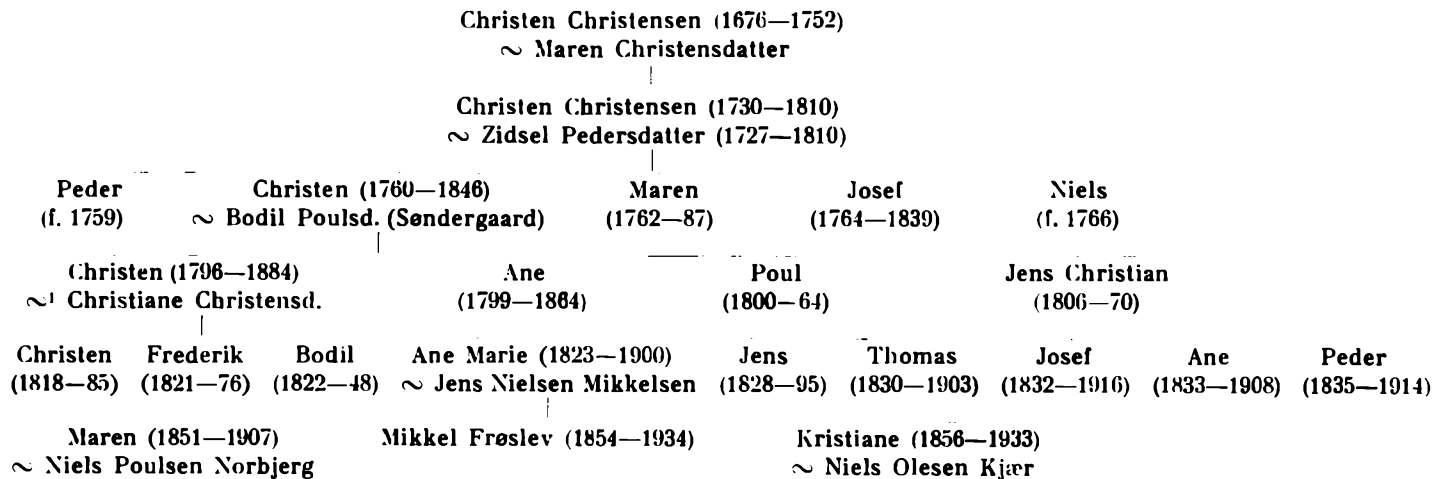 Christen Christensen (1676—1752)
~ Maren Christensdatter
Christen Christensen (1730—1810)
~ Zidsel Pedersdatter (1727—1810)
Peder Christen (1760—1846) Maren Josef Niels
(f. 1759) ~ Bodil Poulsd. (Søndergaard) (1762—87) (1764—1839) (f. 1766)
Christen (1796—1884) Ane Poul Jens Christian
~¹ Christiane Christensd. (1799—1864) (1800—64) (1806—70)
Christen Frederik Bodil Ane Marie (1823—1900) Jens Thomas Josef Ane Peder
(1818—85) (1821—76) (1822—48) ~ Jens Nielsen Mikkelsen (1828—95) (1830—1903) (1832—1916) (1833—1908) (1835—1914)
Maren (1851—1907) Mikkel Frøslev (1854—1934) Kristiane (1856—1933)
~ Niels Poulsen Norbjerg ~ Niels Olesen Kjær